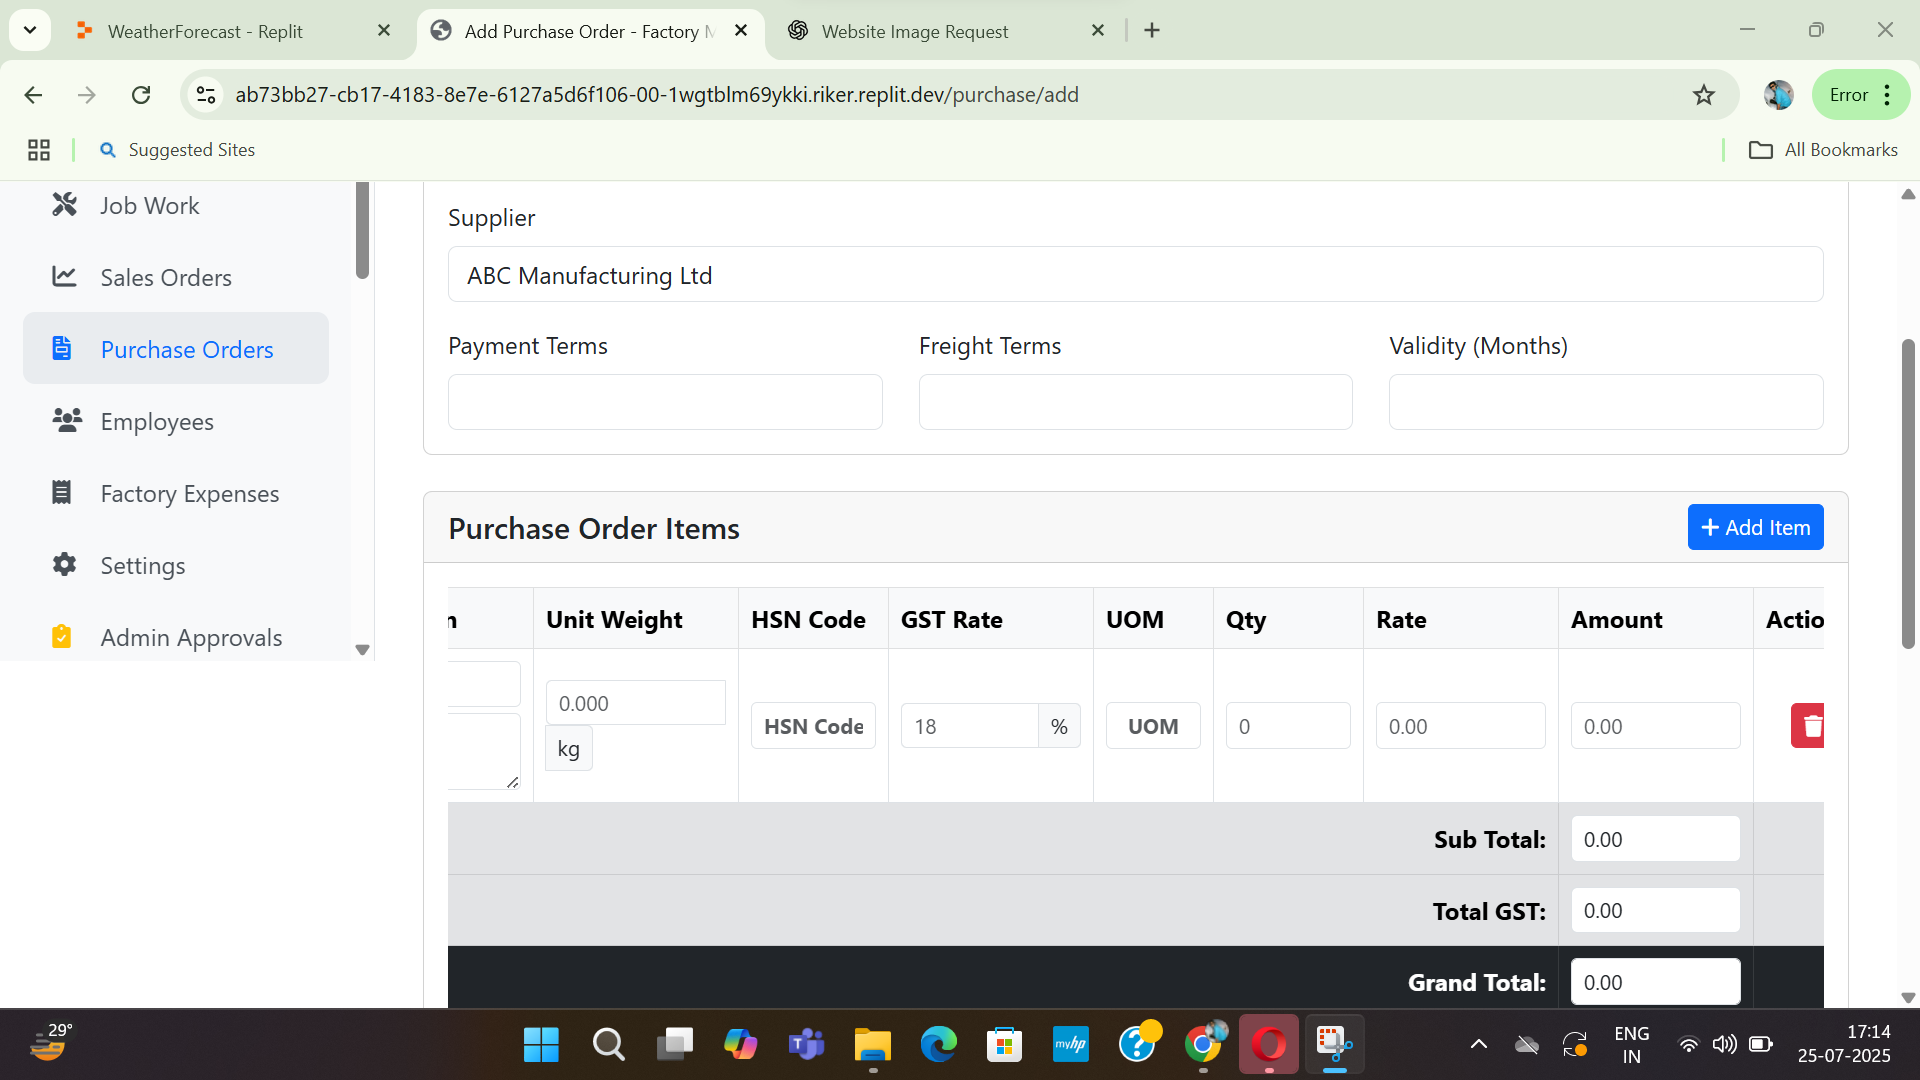 WeatherForecast - Replit
Add Purchase Order - Factory M
Website Image Request
ab73bb27-cb17-4183-8e7e-6127a5d6f106-00-1wgtblm69ykki.riker.replit.dev/purchase/add
Error
Suggested Sites
All Bookmarks
Job Work
Sales Orders
Purchase Orders
Employees
Factory Expenses
Settings
Admin Approvals
Supplier
ABC Manufacturing Ltd
Payment Terms Freight Terms Validity (Months)
Purchase Order Items
+ Add Item
n Unit Weight HSN Code GST Rate UOM Qty Rate Amount Actio
0.000
kg
HSN Code 18 % UOM 0 0.00 0.00
Sub Total: 0.00
Total GST: 0.00
Grand Total: 0.00
29°
myhp
ENG
IN
17:14
25-07-2025